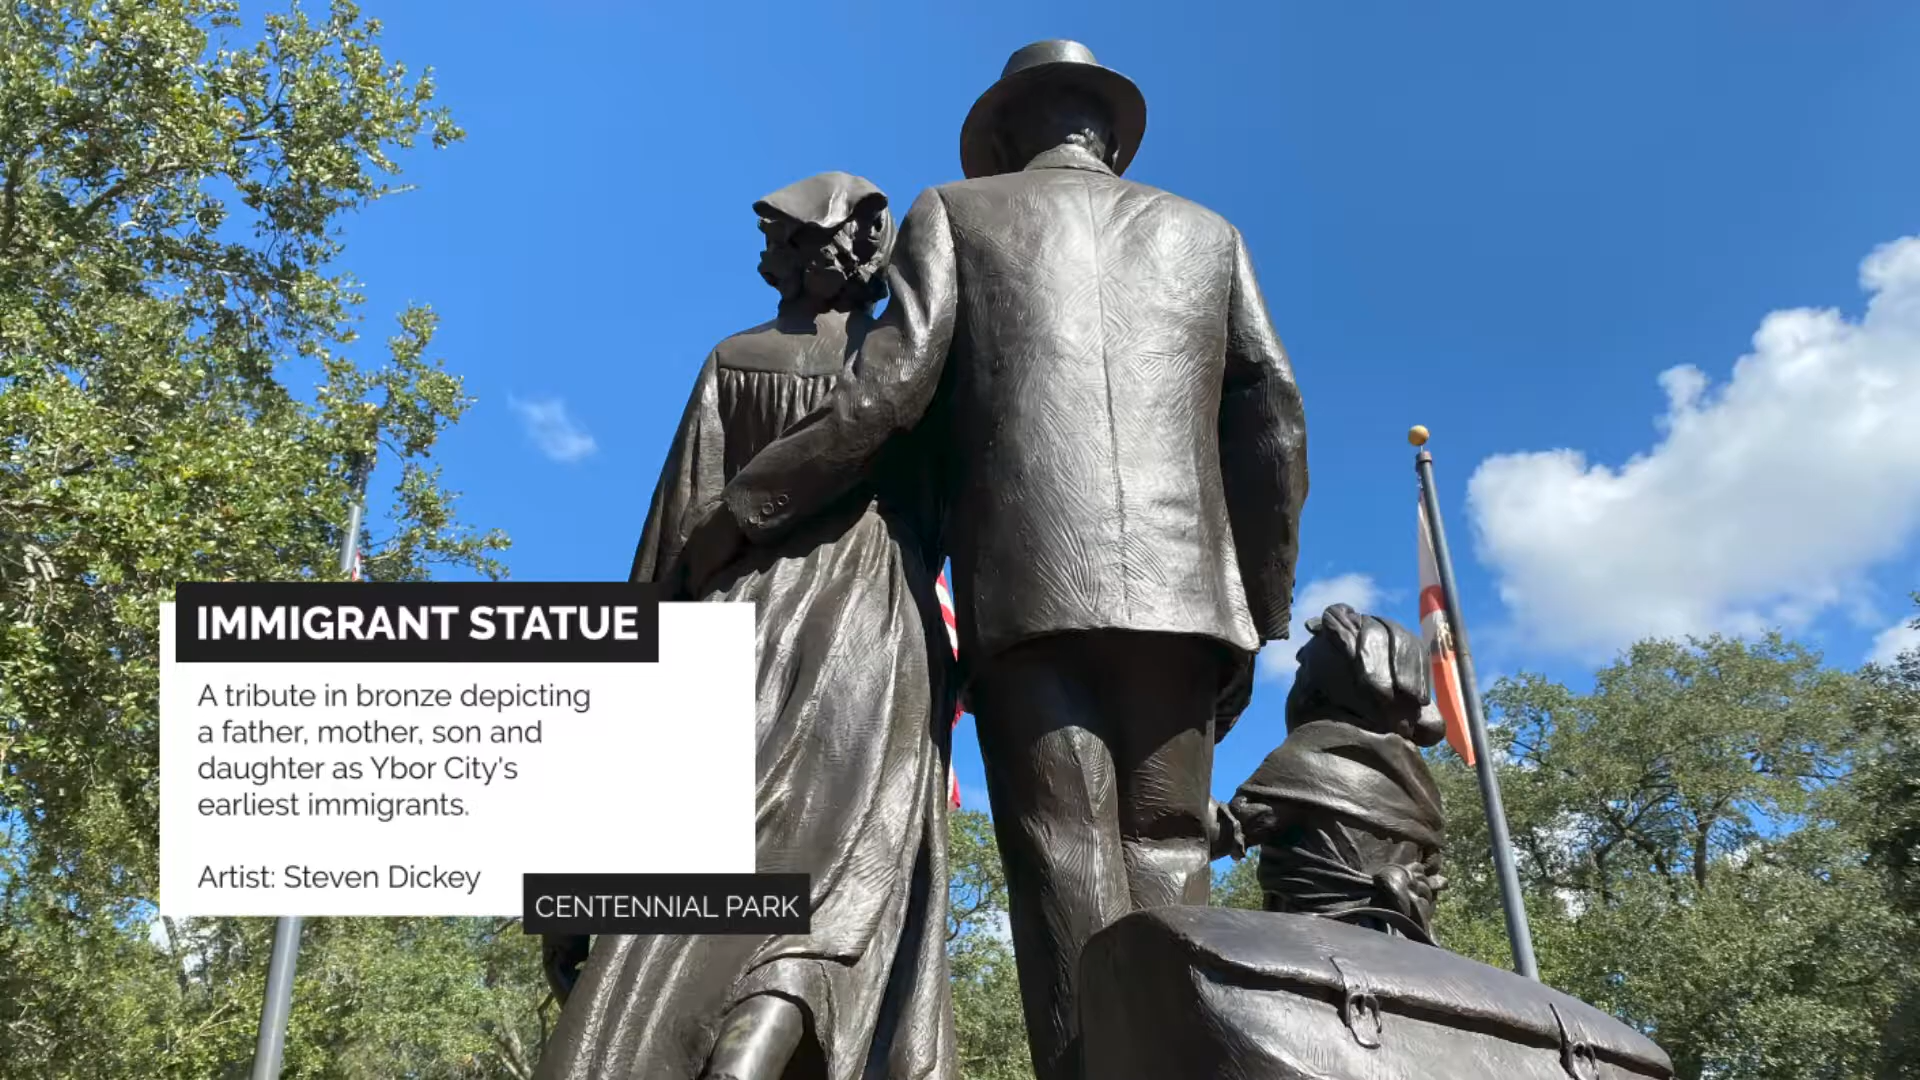 IMMIGRANT STATUE
A tribute in bronze depicting
a father, mother, son and
daughter as Ybor City's
earliest immigrants.
Artist: Steven Dickey
CENTENNIAL PARK